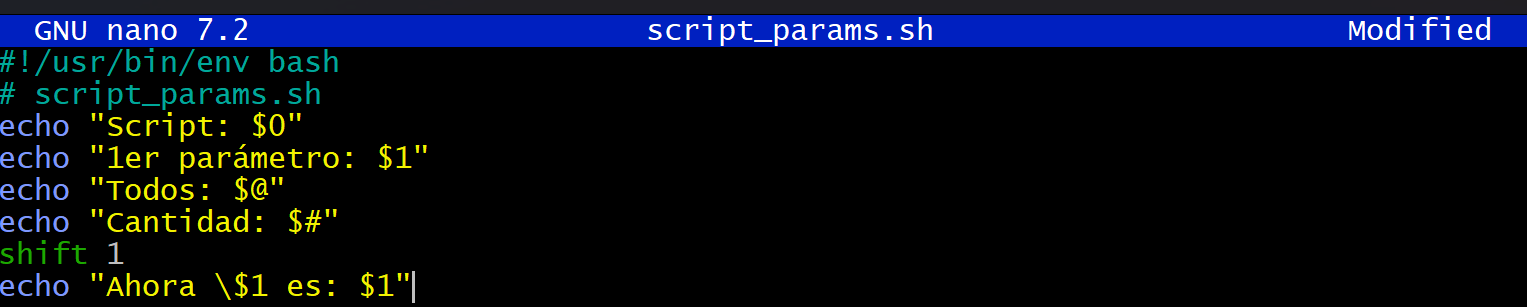 GNU nano 7.2 script_params.sh Modified
#!/usr/bin/env bash
# script_params.sh
echo "Script: $0"
echo "1er parámetro: $1"
echo "Todos: $@"
echo "Cantidad: $#"
shift 1
echo "Ahora \$1 es: $1"